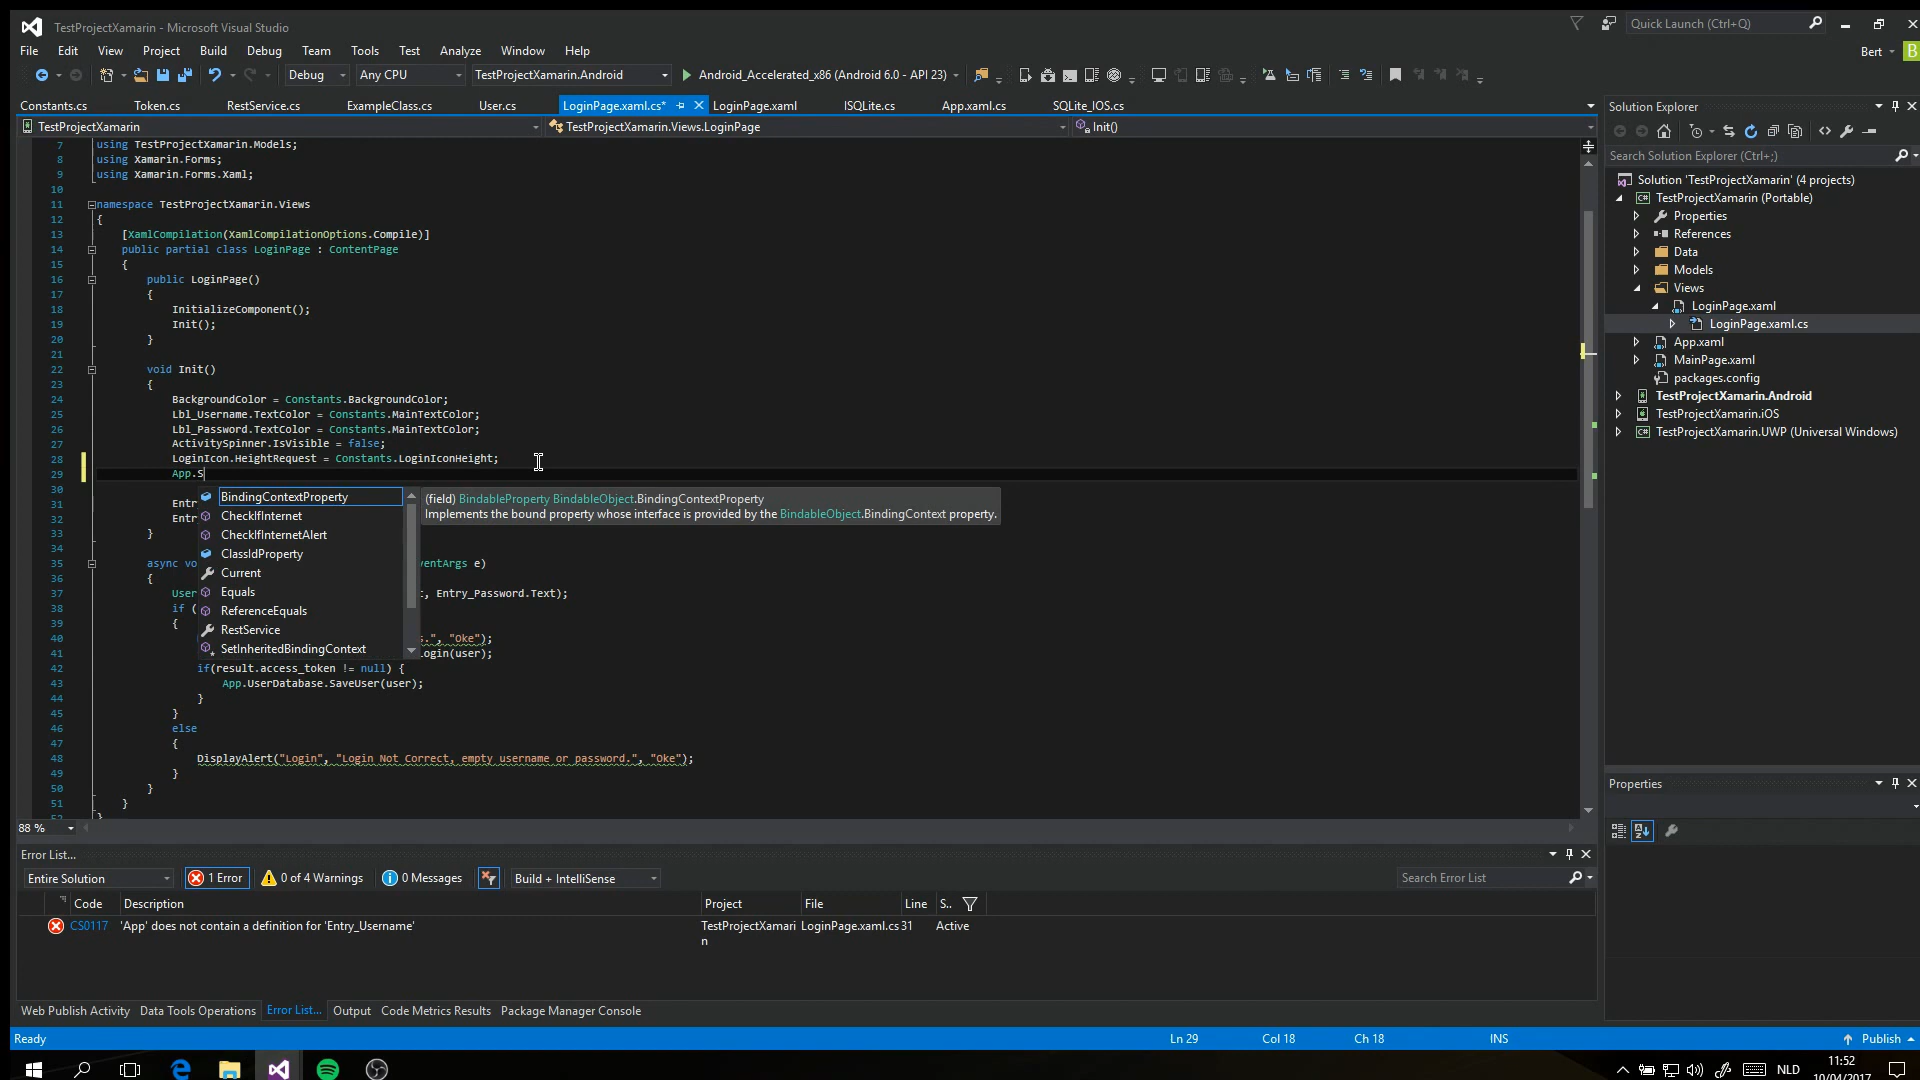 TestProjectXamarin - Microsoft Visual Studio
Quick Launch (Ctrl+Q)
File Edit View Project Build Debug Team Tools Test Analyze Window Help
Bert B
Debug Any CPU TestProjectXamarin.Android Android_Accelerated_x86 (Android 6.0 - API 23)
Constants.cs Token.cs RestService.cs ExampleClass.cs User.cs LoginPage.xaml.cs* LoginPage.xaml ISQLite.cs App.xaml.cs SQLite_IOS.cs
TestProjectXamarin TestProjectXamarin.Views.LoginPage Init()
7 using TestProjectXamarin.Models;
8 using Xamarin.Forms;
9 using Xamarin.Forms.Xaml;
10
11 namespace TestProjectXamarin.Views
12 {
13 [XamlCompilation(XamlCompilationOptions.Compile)]
14 public partial class LoginPage : ContentPage
15 {
16 public LoginPage()
17 {
18 InitializeComponent();
19 Init();
20 }
21
22 void Init()
23 {
24 BackgroundColor = Constants.BackgroundColor;
25 Lbl_Username.TextColor = Constants.MainTextColor;
26 Lbl_Password.TextColor = Constants.MainTextColor;
27 ActivitySpinner.IsVisible = false;
28 LoginIcon.HeightRequest = Constants.LoginIconHeight;
29 App.S
30
31 Entr
32 Entr
33 }
34
35 async vo ventArgs e)
36 {
37 User , Entry_Password.Text);
38 if (
39 {
40 s.", "Oke");
41 ogin(user);
42 if(result.access_token != null) {
43 App.UserDatabase.SaveUser(user);
44 }
45 }
46 else
47 {
48 DisplayAlert("Login", "Login Not Correct, empty username or password.", "Oke");
49 }
50 }
51 }
52 }
BindingContextProperty
CheckIfInternet
CheckIfInternetAlert
ClassIdProperty
Current
Equals
ReferenceEquals
RestService
SetInheritedBindingContext
(field) BindableProperty BindableObject.BindingContextProperty
Implements the bound property whose interface is provided by the BindableObject.BindingContext property.
88 %
Solution Explorer
Search Solution Explorer (Ctrl+;)
Solution 'TestProjectXamarin' (4 projects)
TestProjectXamarin (Portable)
Properties
References
Data
Models
Views
LoginPage.xaml
LoginPage.xaml.cs
App.xaml
MainPage.xaml
packages.config
TestProjectXamarin.Android
TestProjectXamarin.iOS
TestProjectXamarin.UWP (Universal Windows)
Properties
Error List...
Entire Solution 1 Error 0 of 4 Warnings 0 Messages Build + IntelliSense Search Error List
Code Description Project File Line S..
CS0117 'App' does not contain a definition for 'Entry_Username' TestProjectXamari LoginPage.xaml.cs 31 Active
n
Web Publish Activity Data Tools Operations Error List... Output Code Metrics Results Package Manager Console
Ready Ln 29 Col 18 Ch 18 INS Publish
NLD 11:52
10/04/2017